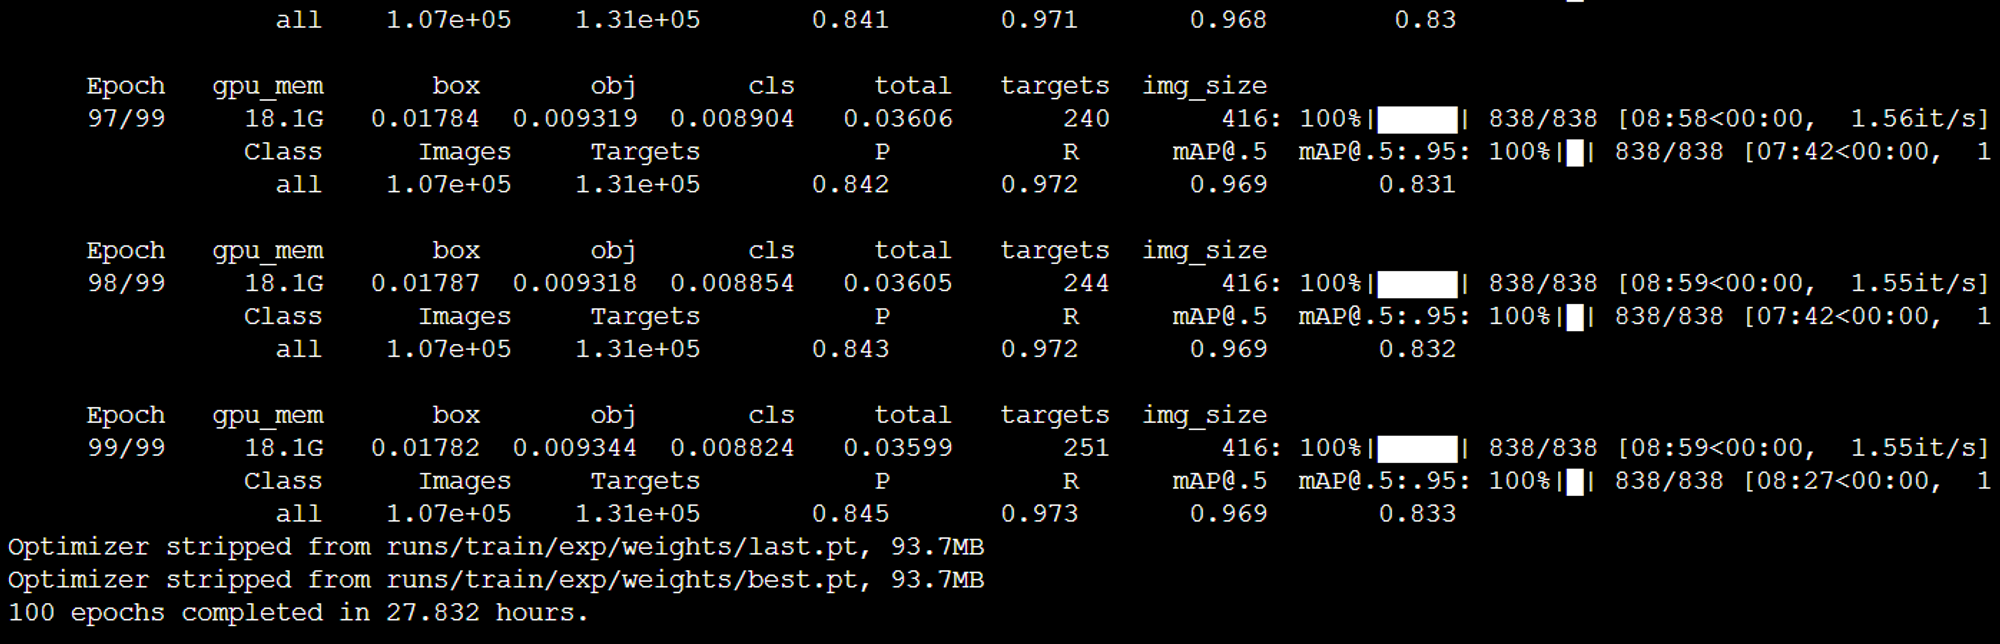 all 1.07e+05 1.31e+05 0.841 0.971 0.968 0.83
Epoch gpu_mem box obj cls total targets img_size
97/99 18.1G 0.01784 0.009319 0.008904 0.03606 240 416: 100%|█████| 838/838 [08:58<00:00, 1.56it/s]
Class Images Targets P R mAP@.5 mAP@.5:.95: 100%|█| 838/838 [07:42<00:00, 1
all 1.07e+05 1.31e+05 0.842 0.972 0.969 0.831
Epoch gpu_mem box obj cls total targets img_size
98/99 18.1G 0.01787 0.009318 0.008854 0.03605 244 416: 100%|█████| 838/838 [08:59<00:00, 1.55it/s]
Class Images Targets P R mAP@.5 mAP@.5:.95: 100%|█| 838/838 [07:42<00:00, 1
all 1.07e+05 1.31e+05 0.843 0.972 0.969 0.832
Epoch gpu_mem box obj cls total targets img_size
99/99 18.1G 0.01782 0.009344 0.008824 0.03599 251 416: 100%|█████| 838/838 [08:59<00:00, 1.55it/s]
Class Images Targets P R mAP@.5 mAP@.5:.95: 100%|█| 838/838 [08:27<00:00, 1
all 1.07e+05 1.31e+05 0.845 0.973 0.969 0.833
Optimizer stripped from runs/train/exp/weights/last.pt, 93.7MB
Optimizer stripped from runs/train/exp/weights/best.pt, 93.7MB
100 epochs completed in 27.832 hours.